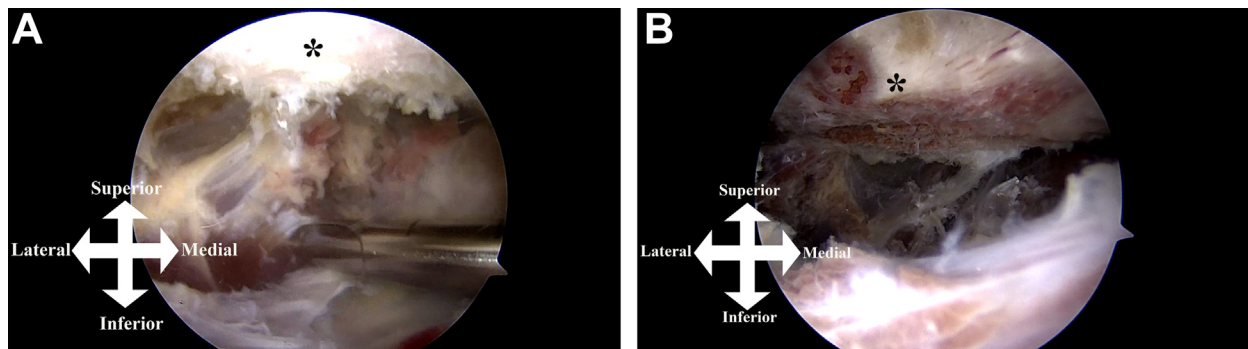 A
*
Superior
Lateral
Medial
Inferior
B
*
Superior
Lateral
Medial
Inferior